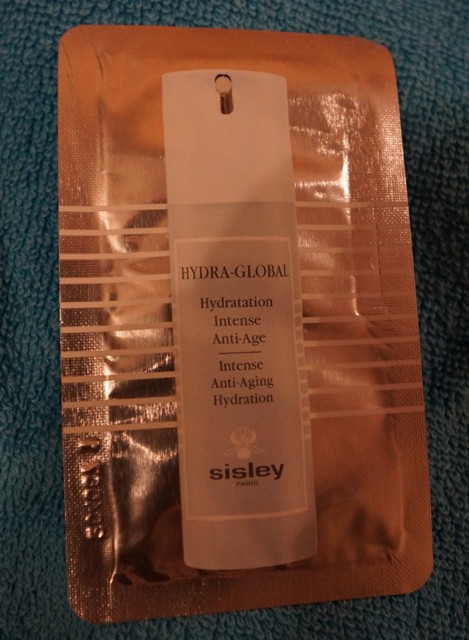 HYDRA-GLOBAL
Hydratation
Intense
Anti-Age
Intense
Anti-Aging
Hydration
sisley
PARIS